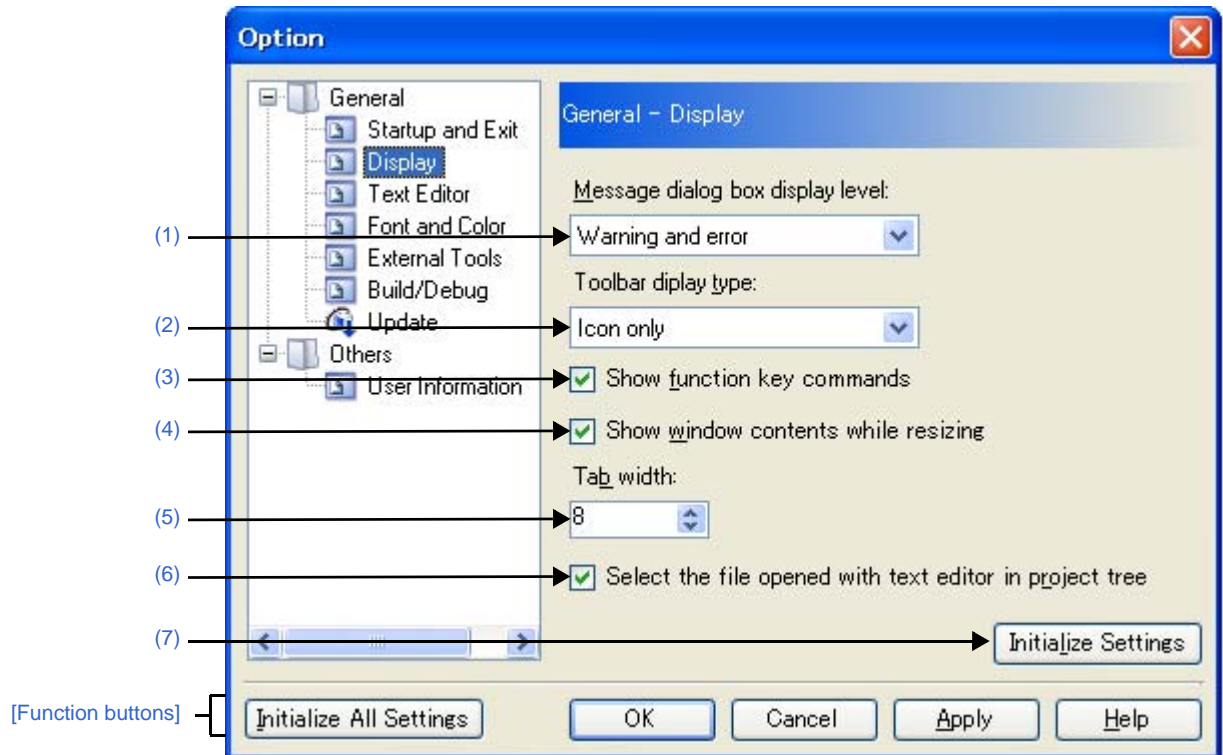 Option
General
Startup and Exit
Display
Text Editor
Font and Color
External Tools
Build/Debug
Update
Others
User Information
General - Display
Message dialog box display level:
(1)
Warning and error
Toolbar diplay type:
(2)
Icon only
(3)
Show function key commands
(4)
Show window contents while resizing
Tab width:
(5)
8
(6)
Select the file opened with text editor in project tree
(7)
Initialize Settings
[Function buttons]
Initialize All Settings
OK
Cancel
Apply
Help